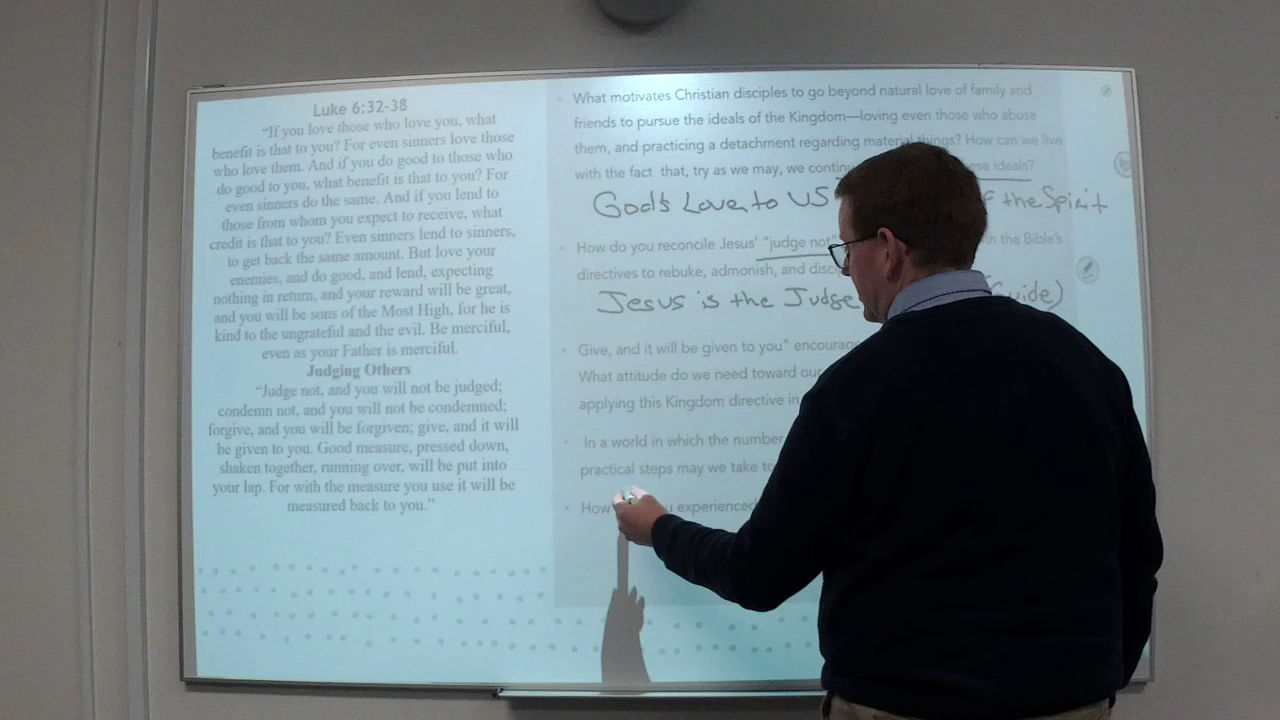 Luke 6:32-38
"If you love those who love you, what
benefit is that to you? For even sinners love those
who love them. And if you do good to those who
do good to you, what benefit is that to you? For
even sinners do the same. And if you lend to
those from whom you expect to receive, what
credit is that to you? Even sinners lend to sinners,
to get back the same amount. But love your
enemies, and do good, and lend, expecting
nothing in return, and your reward will be great,
and you will be sons of the Most High, for he is
kind to the ungrateful and the evil. Be merciful,
even as your Father is merciful.
Judging Others
"Judge not, and you will not be judged;
condemn not, and you will not be condemned;
forgive, and you will be forgiven; give, and it will
be given to you. Good measure, pressed down,
shaken together, running over, will be put into
your lap. For with the measure you use it will be
measured back to you."
• What motivates Christian disciples to go beyond natural love of family and
friends to pursue the ideals of the Kingdom—loving even those who abuse
them, and practicing a detachment regarding material things? How can we live
with the fact that, try as we may, we ideals?
God's Love to US the Spirit
• How do you reconcile Jesus' "judge not" the Bible's
directives to rebuke, admonish, and
Jesus is the Judge
• Give, and it will be given to you"
What attitude do we need toward
applying this Kingdom directive in
• In a world in which the number
practical steps may we take to
• How experienced